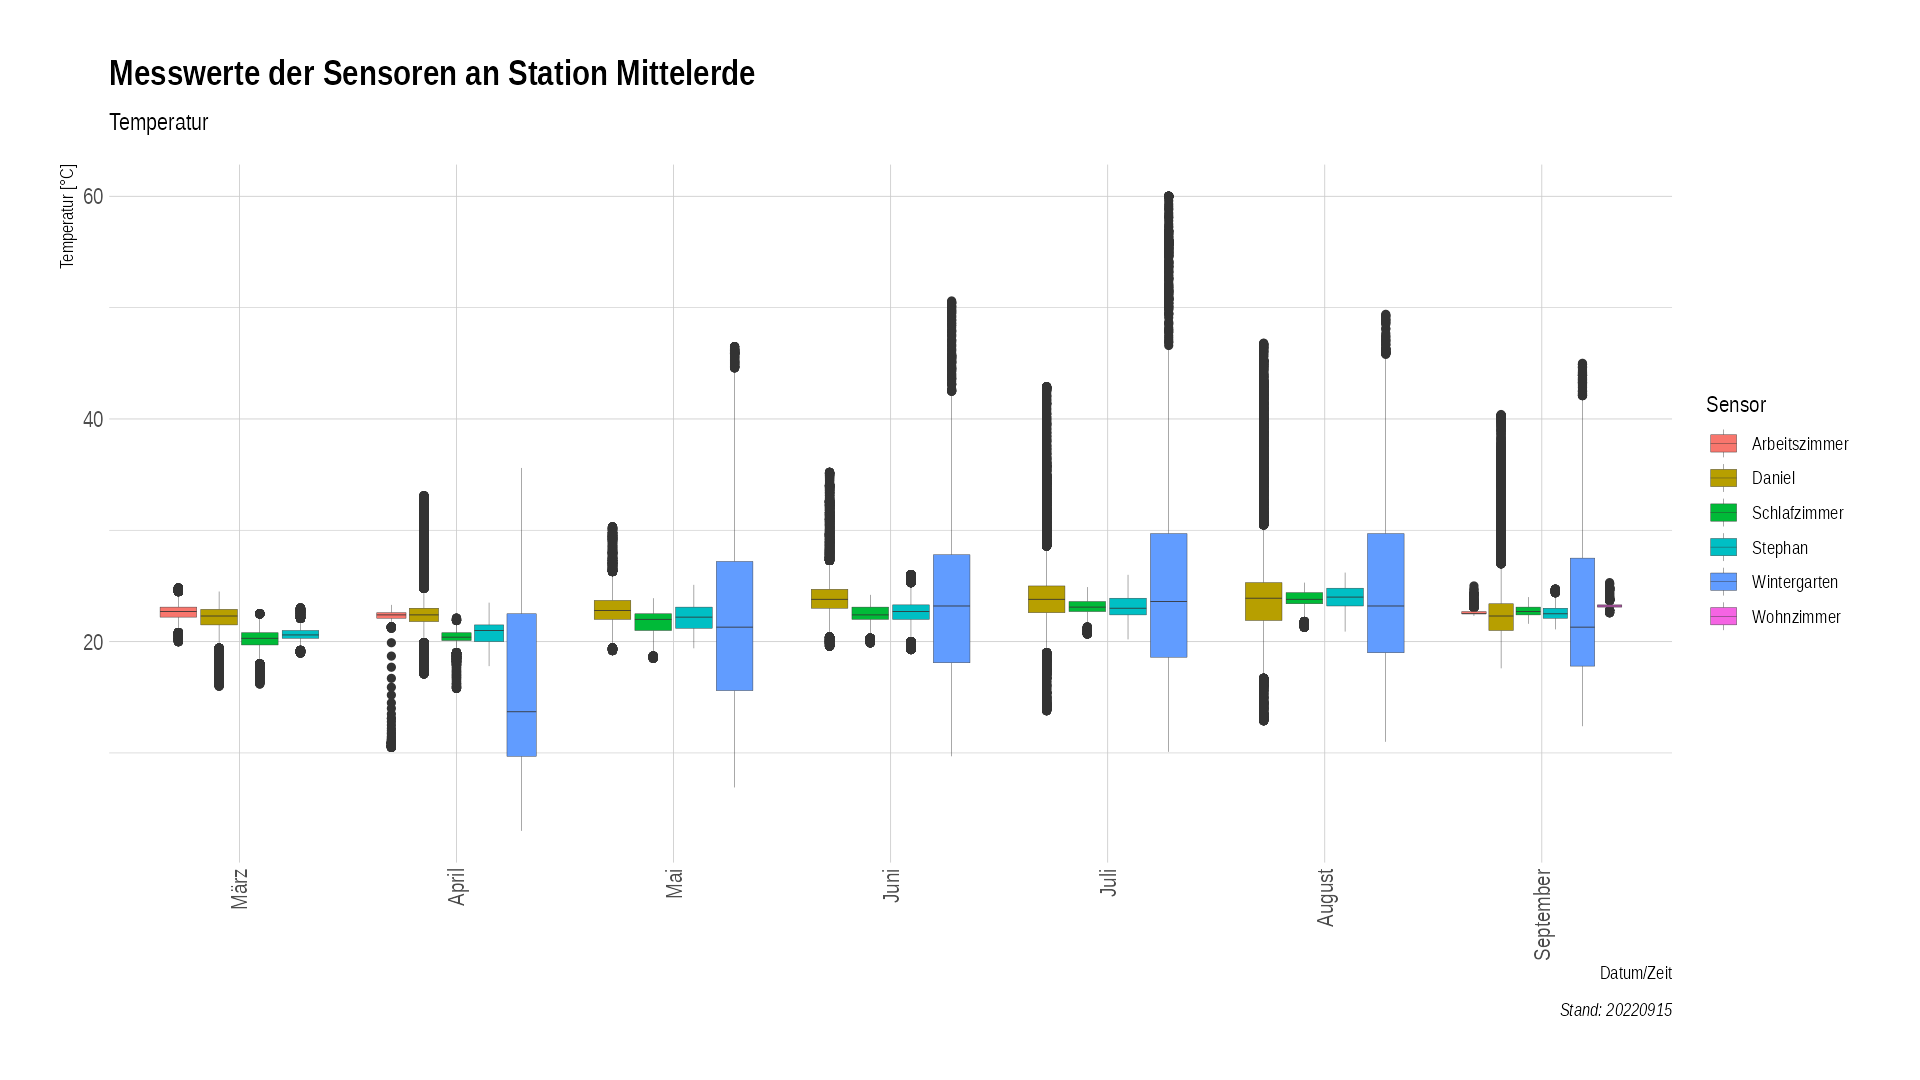 Messwerte der Sensoren an Station Mittelerde
Temperatur
Temperatur [°C]
60
40
20
März
April
Mai
Juni
Juli
August
September
Datum/Zeit
Stand: 20220915
Sensor
Arbeitszimmer
Daniel
Schlafzimmer
Stephan
Wintergarten
Wohnzimmer